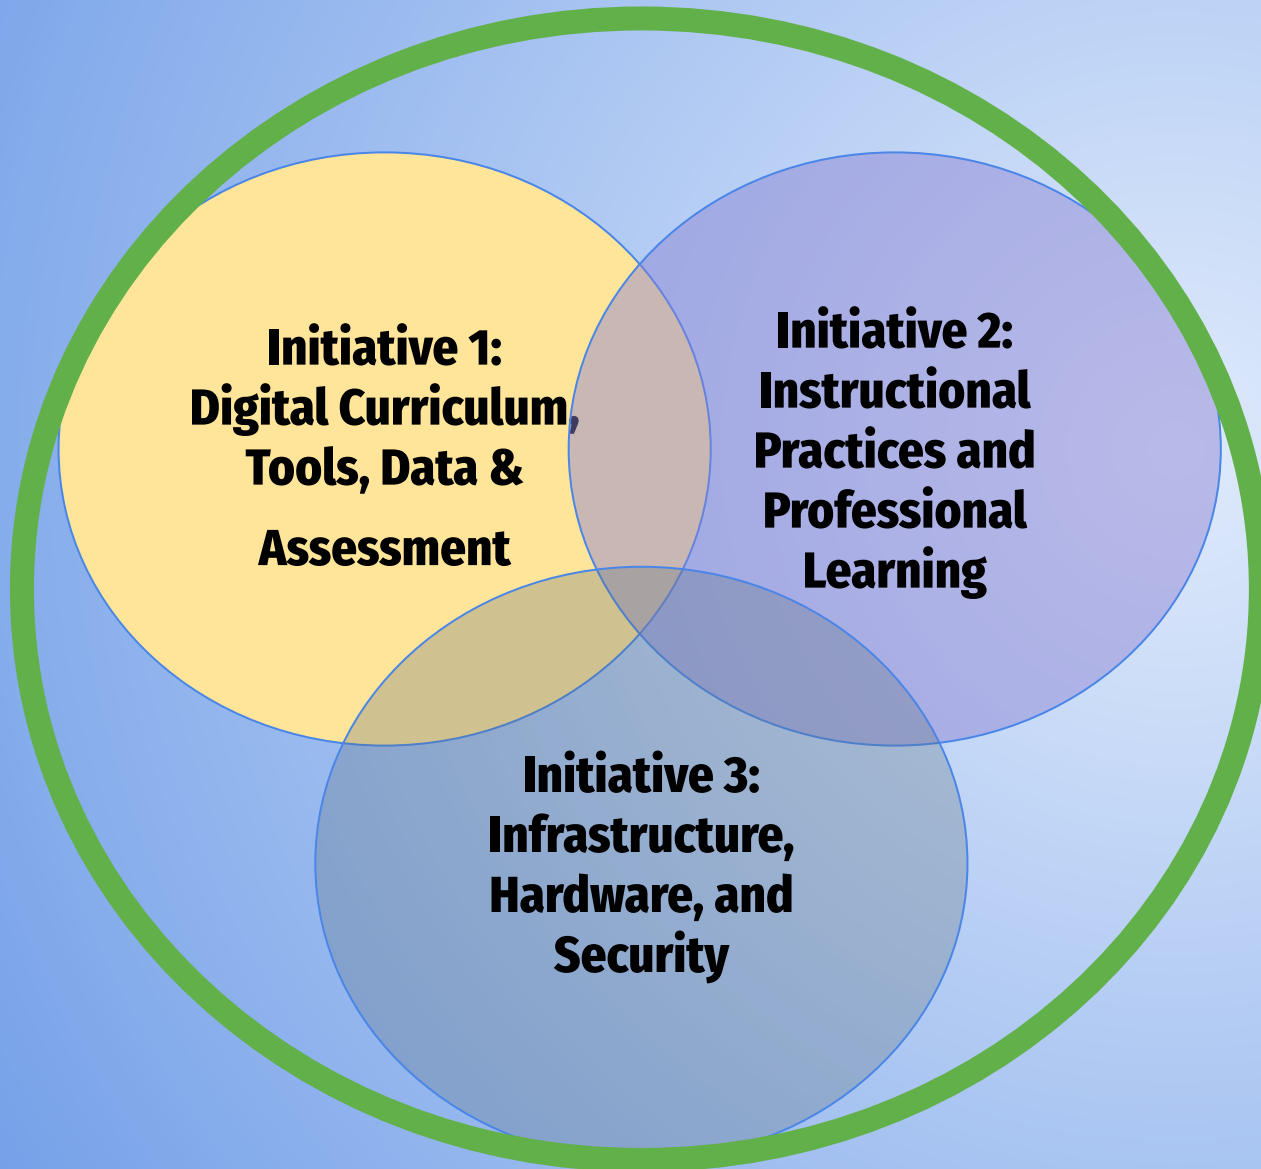 Initiative 1:
Digital Curriculum,
Tools, Data &
Assessment
Initiative 2:
Instructional
Practices and
Professional
Learning
Initiative 3:
Infrastructure,
Hardware, and
Security